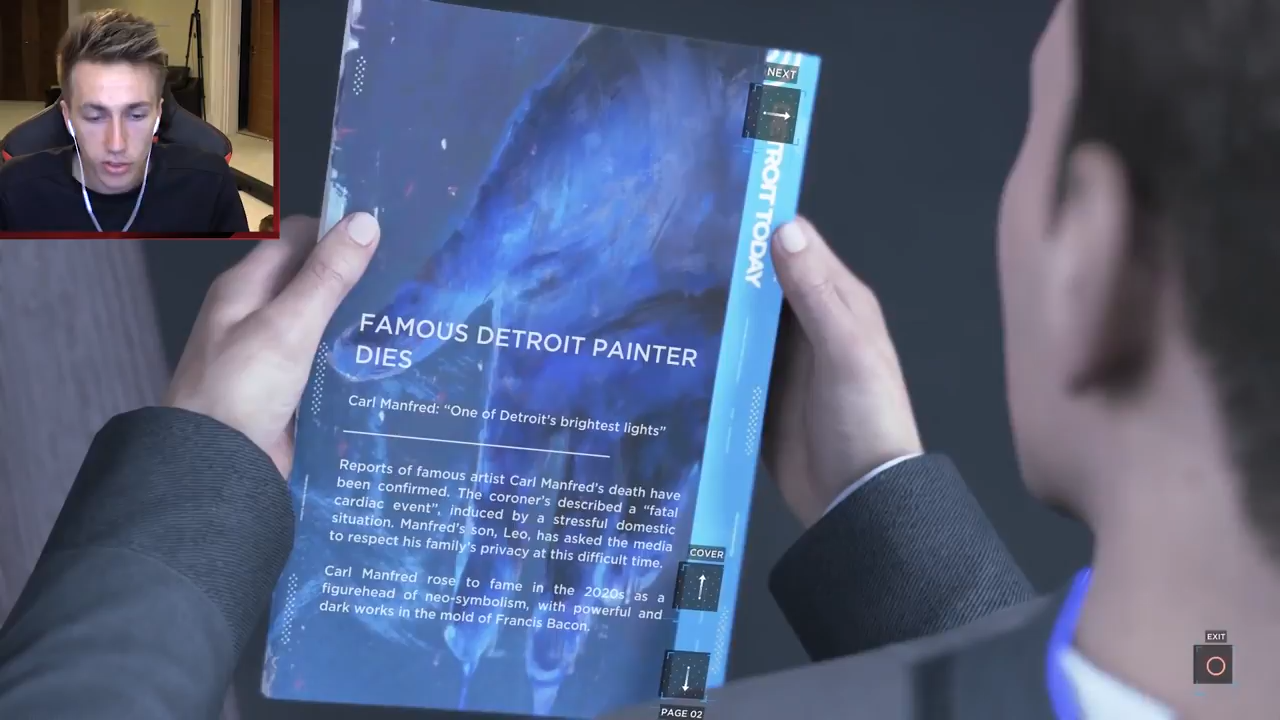 NEXT
TROIT TODAY
FAMOUS DETROIT PAINTER
DIES
Carl Manfred: “One of Detroit's brightest lights”
Reports of famous artist Carl Manfred's death have
been confirmed. The coroner's described a “fatal
cardiac event”, induced by a stressful domestic
situation. Manfred's son, Leo, has asked the media
to respect his family's privacy at this difficult time.
Carl Manfred rose to fame in the 2020s as a
figurehead of neo-symbolism, with powerful and
dark works in the mold of Francis Bacon.
COVER
PAGE 02
EXIT